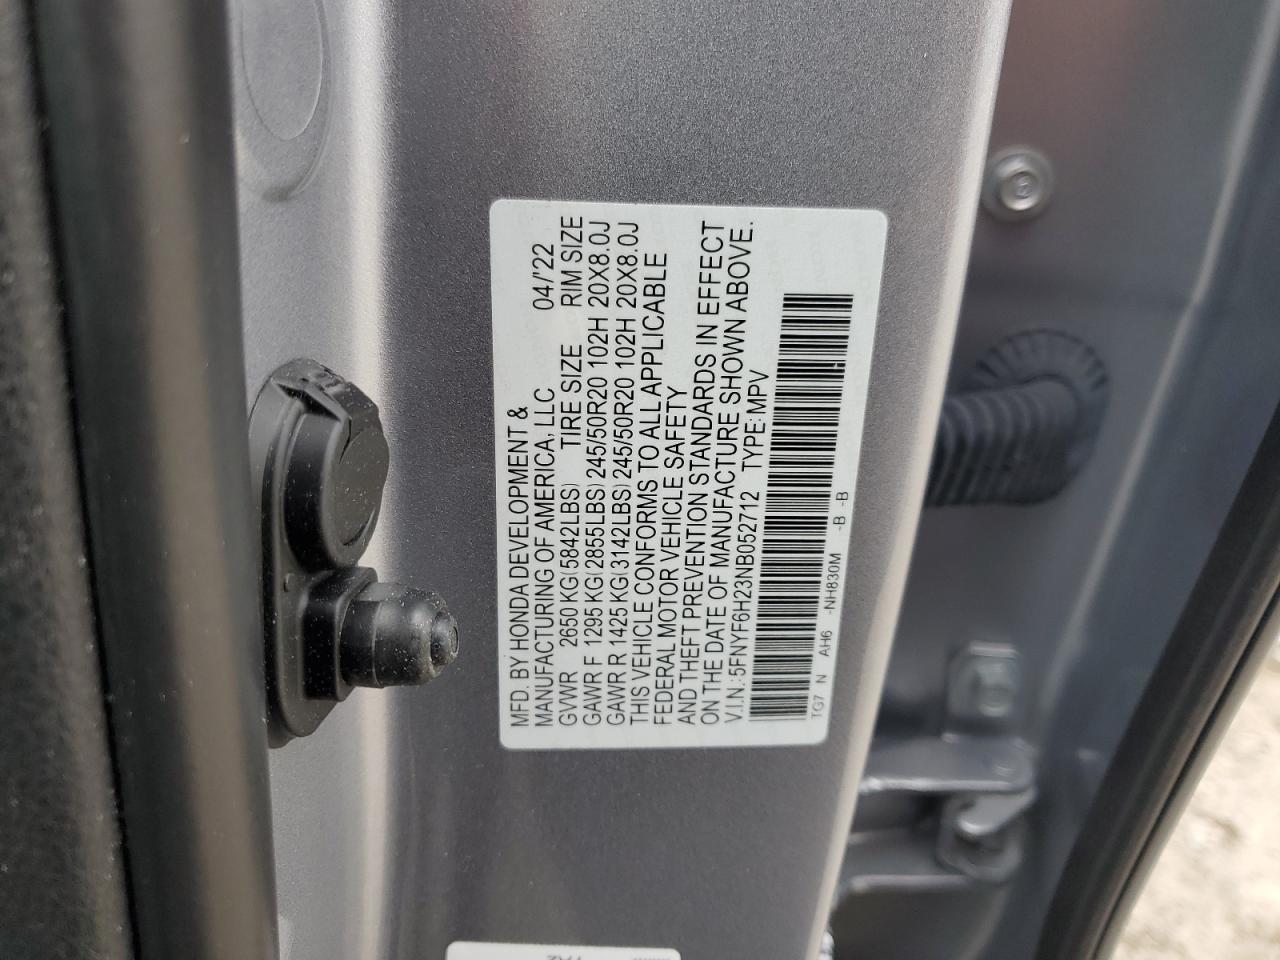 MFD. BY HONDA DEVELOPMENT &
MANUFACTURING OF AMERICA, LLC 04/'22
GVWR 2650 KG(5842LBS) TIRE SIZE RIM SIZE
GAWR F 1295 KG(2855LBS) 245/50R20 102H 20X8.0J
GAWR R 1425 KG(3142LBS) 245/50R20 102H 20X8.0J
THIS VEHICLE CONFORMS TO ALL APPLICABLE
FEDERAL MOTOR VEHICLE SAFETY
AND THEFT PREVENTION STANDARDS IN EFFECT
ON THE DATE OF MANUFACTURE SHOWN ABOVE.
V.I.N.:5FNYF6H23NB052712 TYPE:MPV
TG7 N AH6 -NH830M -B -B